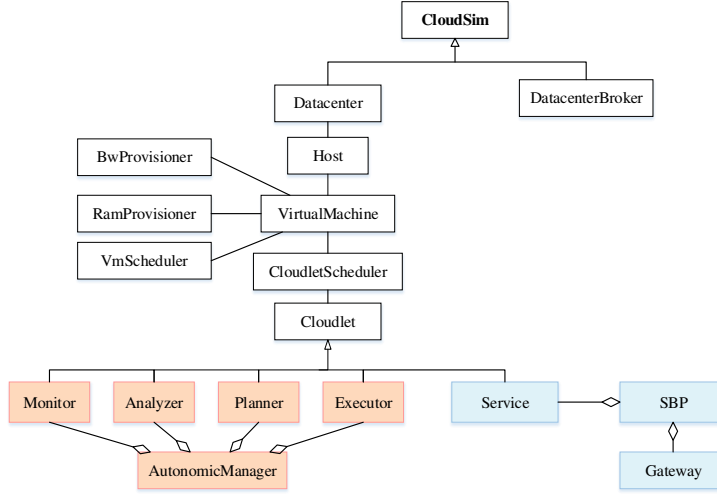 CloudSim
Datacenter
DatacenterBroker
BwProvisioner
Host
RamProvisioner
VirtualMachine
VmScheduler
CloudletScheduler
Cloudlet
Monitor
Analyzer
Planner
Executor
Service
SBP
AutonomicManager
Gateway